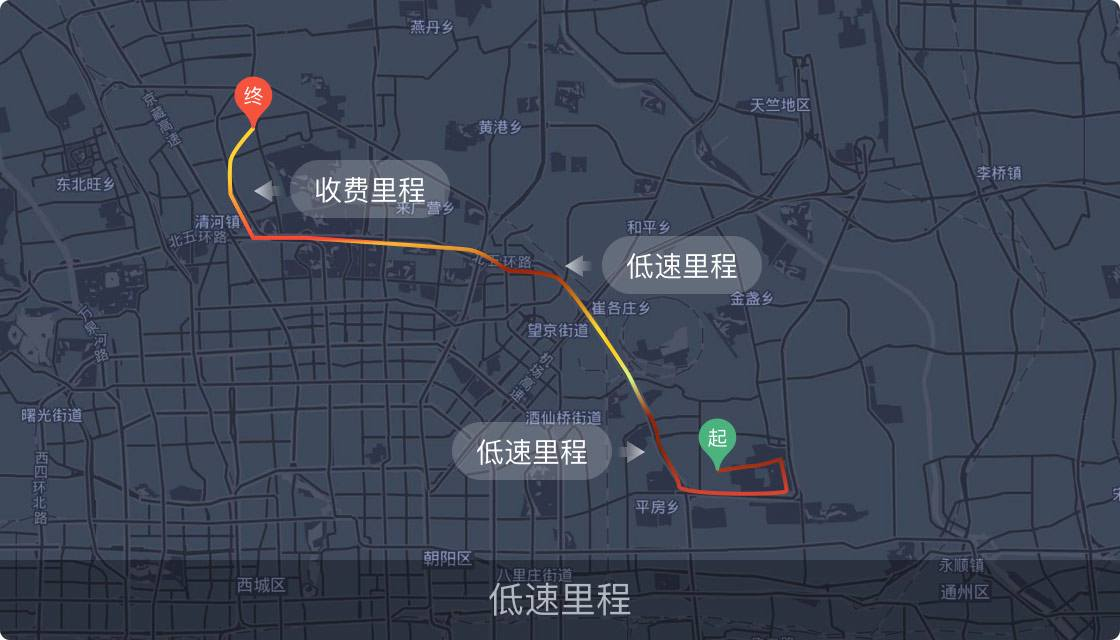 燕丹乡
终
天竺地区
京藏高速
黄港乡
李桥镇
东北旺乡
收费里程
来广营乡
清河镇
北五环路
和平乡
北五环路
低速里程
金盏乡
崔各庄乡
万泉河路
望京街道
机场高速
曙光街道
酒仙桥街道
起
低速里程
西四环北路
平房乡
朝阳区
永顺镇
八里庄街道
西城区
通州区
低速里程